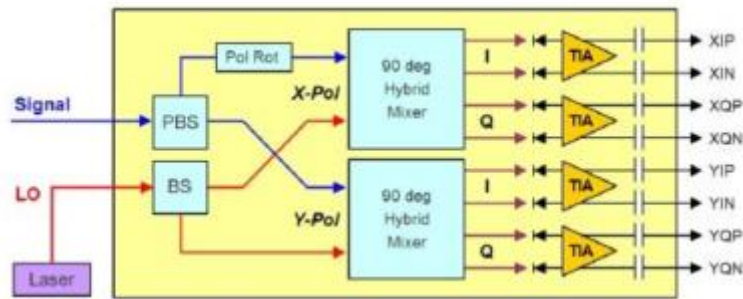 Signal
LO
Laser
PBS
BS
Pol Rot
X-Pol
Y-Pol
90 deg
Hybrid
Mixer
90 deg
Hybrid
Mixer
I
Q
I
Q
TIA
TIA
TIA
TIA
XIP
XIN
XQP
XQN
YIP
YIN
YQP
YQN